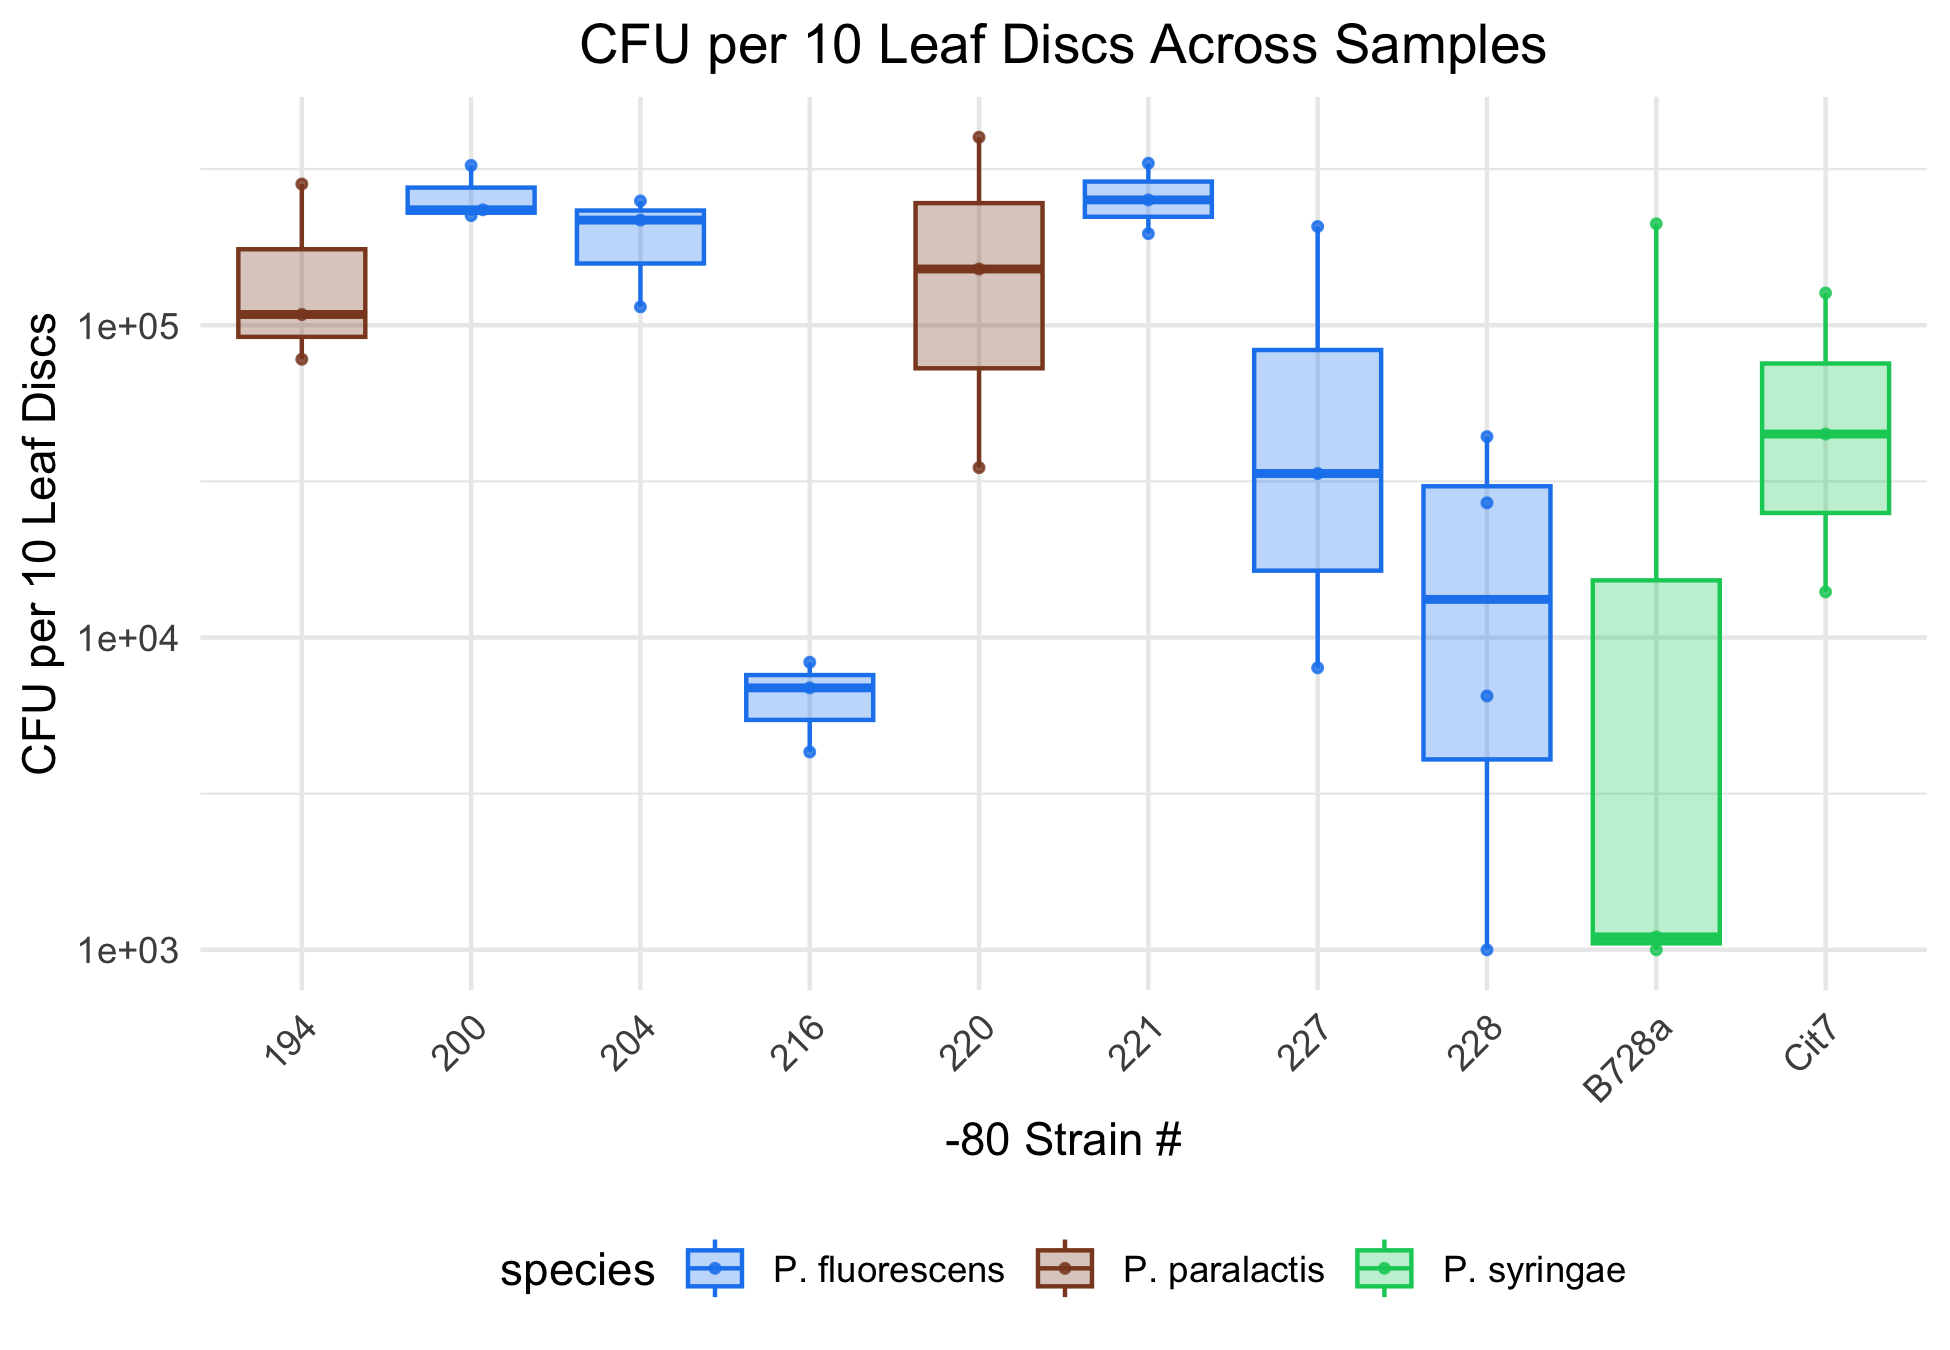 CFU per 10 Leaf Discs Across Samples
CFU per 10 Leaf Discs
1e+05
1e+04
1e+03
194 200 204 216 220 221 227 228 B728a Cit7
-80 Strain #
species P. fluorescens P. paralactis P. syringae